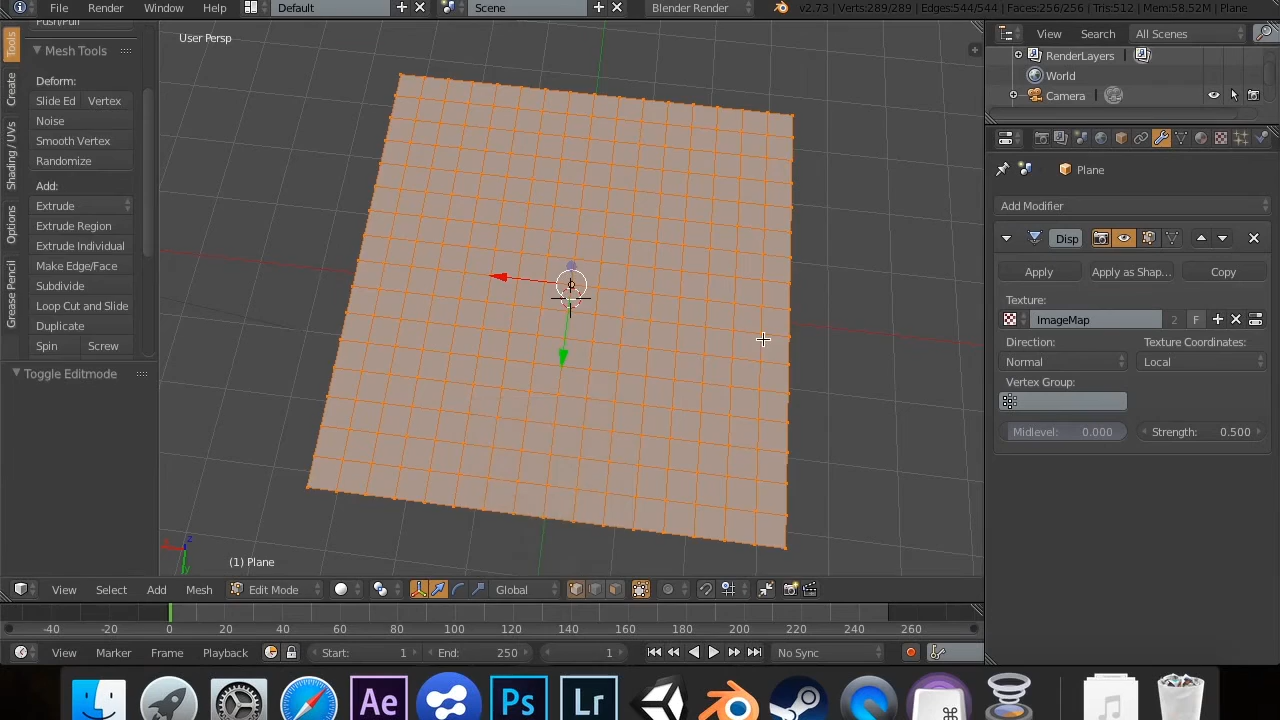 File Render Window Help Default Scene Blender Render v2.73 | Verts:289/289 | Edges:544/544 | Faces:256/256 | Tris:512 | Mem:58.52M | Plane
Push/Pull
Mesh Tools
Deform:
Slide Ed Vertex
Noise
Smooth Vertex
Randomize
Add:
Extrude
Extrude Region
Extrude Individual
Make Edge/Face
Subdivide
Loop Cut and Slide
Duplicate
Spin Screw
Toggle Editmode
Tools
Create
Shading / UVs
Options
Grease Pencil
User Persp
(1) Plane
View Select Add Mesh Edit Mode Global
-40 -20 0 20 40 60 80 100 120 140 160 180 200 220 240 260
View Marker Frame Playback Start: 1 End: 250 1 No Sync
View Search All Scenes
RenderLayers
World
Camera
Plane
Add Modifier
Disp
Apply Apply as Shap... Copy
Texture:
ImageMap 2 F
Direction: Texture Coordinates:
Normal Local
Vertex Group:
Midlevel: 0.000 Strength: 0.500
Ae Ps Lr